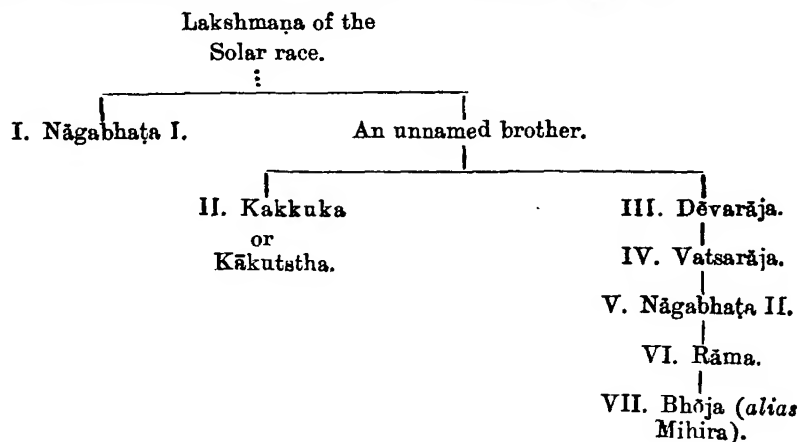 Lakshmaṇa of the
Solar race.
I. Nāgabhaṭa I.
An unnamed brother.
II. Kakkuka
or
Kākutstha.
III. Dēvarāja.
IV. Vatsarāja.
V. Nāgabhaṭa II.
VI. Rāma.
VII. Bhōja (alias
Mihira).